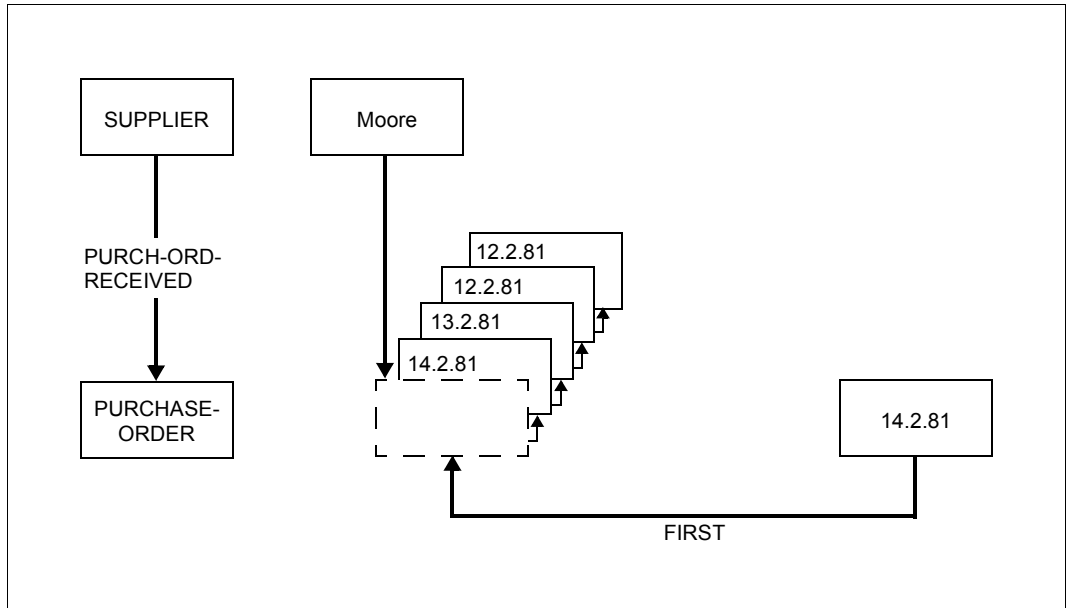 SUPPLIER
Moore
PURCH-ORD-
RECEIVED
12.2.81
12.2.81
13.2.81
14.2.81
PURCHASE-
ORDER
14.2.81
FIRST